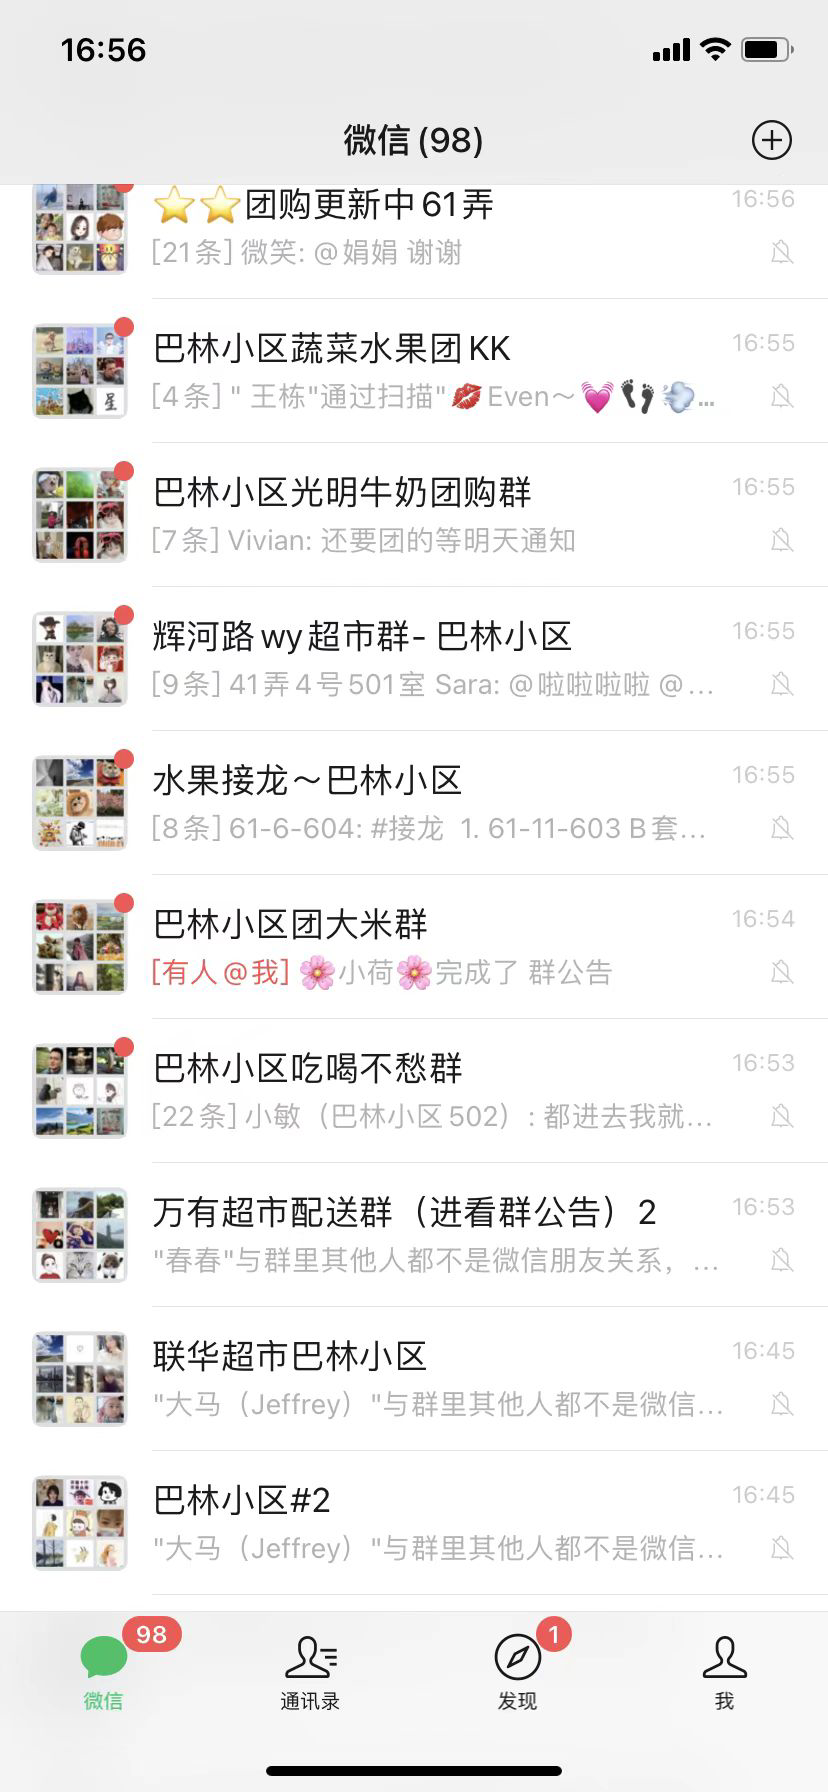 16:56
微信(98)
⭐⭐团购更新中61弄
16:56
[21条] 微笑: @娟娟 谢谢
巴林小区蔬菜水果团KK
16:55
[4条] " 王栋"通过扫描"💋Even～💓👣💨...
巴林小区光明牛奶团购群
16:55
[7条] Vivian: 还要团的等明天通知
辉河路wy超市群- 巴林小区
16:55
[9条] 41弄4号501室 Sara: @啦啦啦啦 @...
水果接龙～巴林小区
16:55
[8条] 61-6-604: #接龙 1. 61-11-603 B套...
巴林小区团大米群
16:54
[有人@我] 🌸小荷🌸完成了 群公告
巴林小区吃喝不愁群
16:53
[22条] 小敏（巴林小区502）: 都进去我就...
万有超市配送群（进看群公告）2
16:53
"春春"与群里其他人都不是微信朋友关系，...
联华超市巴林小区
16:45
"大马（Jeffrey）"与群里其他人都不是微信...
巴林小区#2
16:45
"大马（Jeffrey）"与群里其他人都不是微信...
98
1
微信
通讯录
发现
我